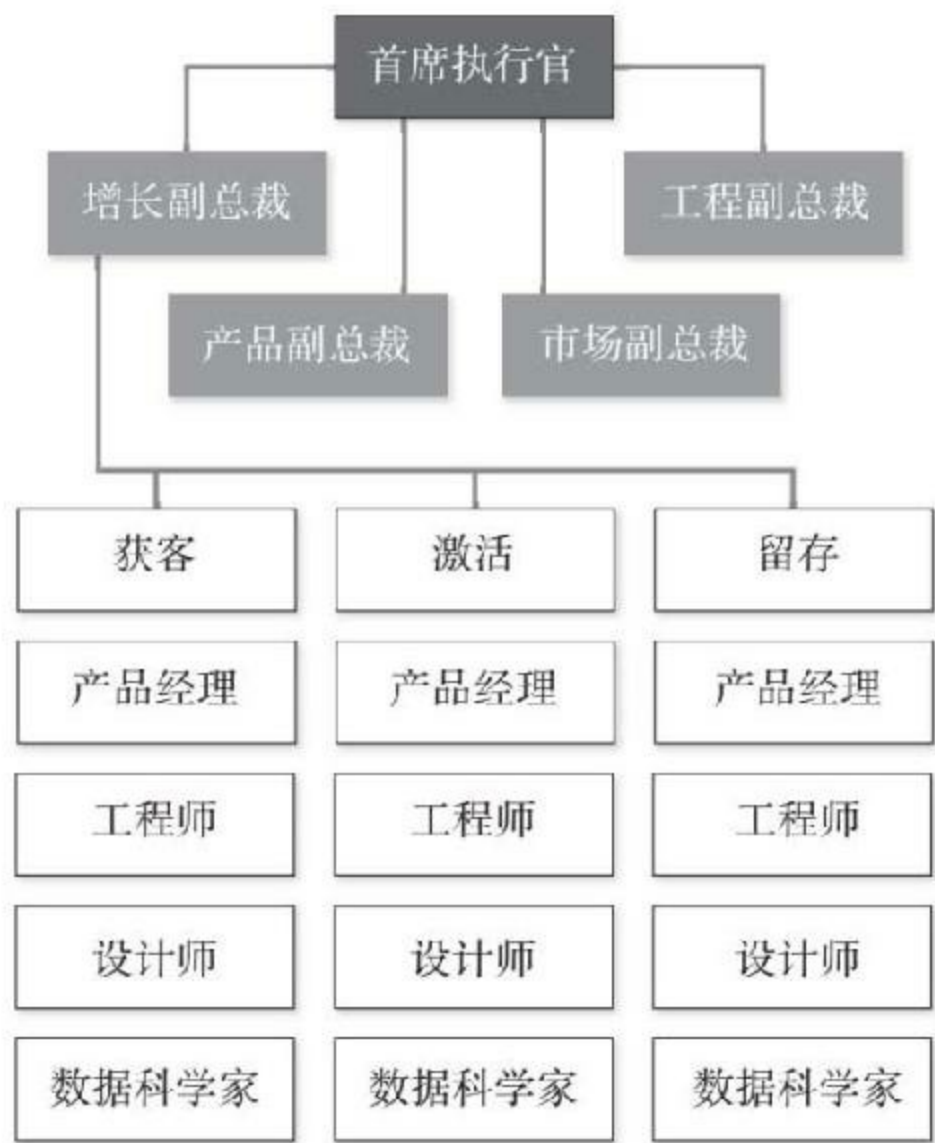 首席执行官
增长副总裁
工程副总裁
产品副总裁
市场副总裁
获客
激活
留存
产品经理
产品经理
产品经理
工程师
工程师
工程师
设计师
设计师
设计师
数据科学家
数据科学家
数据科学家